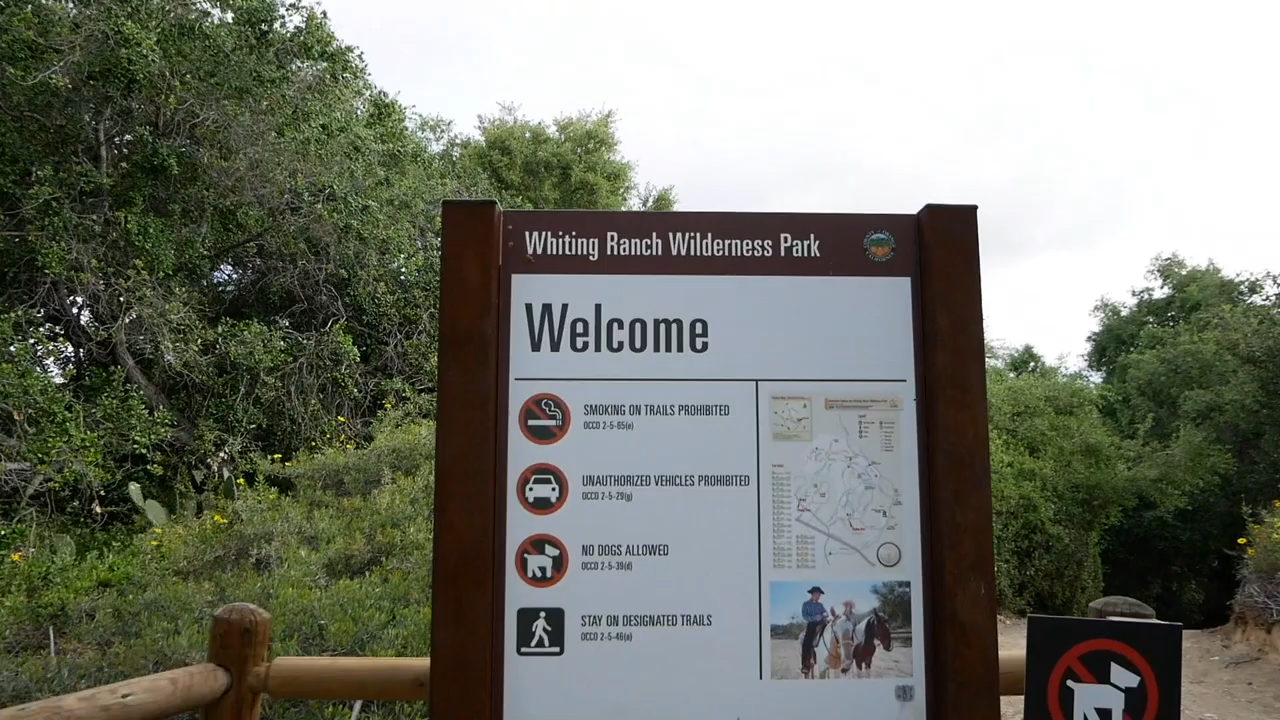 Whiting Ranch Wilderness Park
Welcome
SMOKING ON TRAILS PROHIBITED
OCCO 2-5-65(e)
UNAUTHORIZED VEHICLES PROHIBITED
OCCO 2-5-29(g)
NO DOGS ALLOWED
OCCO 2-5-39(d)
STAY ON DESIGNATED TRAILS
OCCO 2-5-46(a)